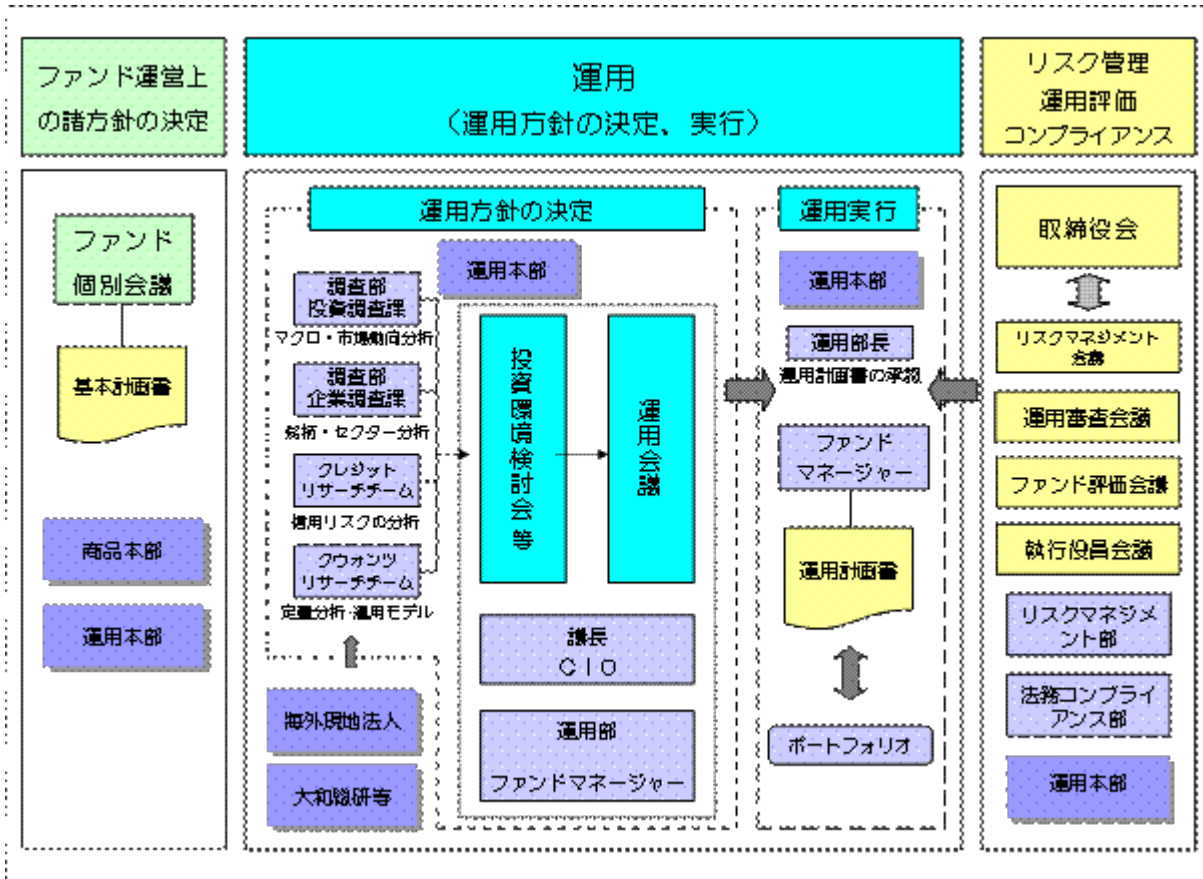 ファンド運営上
の諸方針の決定
運用
(運用方針の決定、実行)
リスク管理
運用評価
コンプライアンス
ファンド
個別会議
基本計画書
商品本部
運用本部
運用方針の決定
運用本部
調査部
投資調査課
マクロ・市場動向分析
調査部
企業調査課
銘柄・セクター分析
クレジット
リサーチチーム
信用リスクの分析
クウォンツ
リサーチチーム
定量分析・運用モデル
海外現地法人
大和総研等
投資環境検討会等
運用会議
議長
CIO
運用部
ファンドマネージャー
運用実行
運用本部
運用部長
運用計画書の承認
ファンド
マネージャー
運用計画書
ポートフォリオ
取締役会
リスクマネジメント
会議
運用審査会議
ファンド評価会議
執行役員会議
リスクマネジメ
ント部
法務コンプライ
アンス部
運用本部